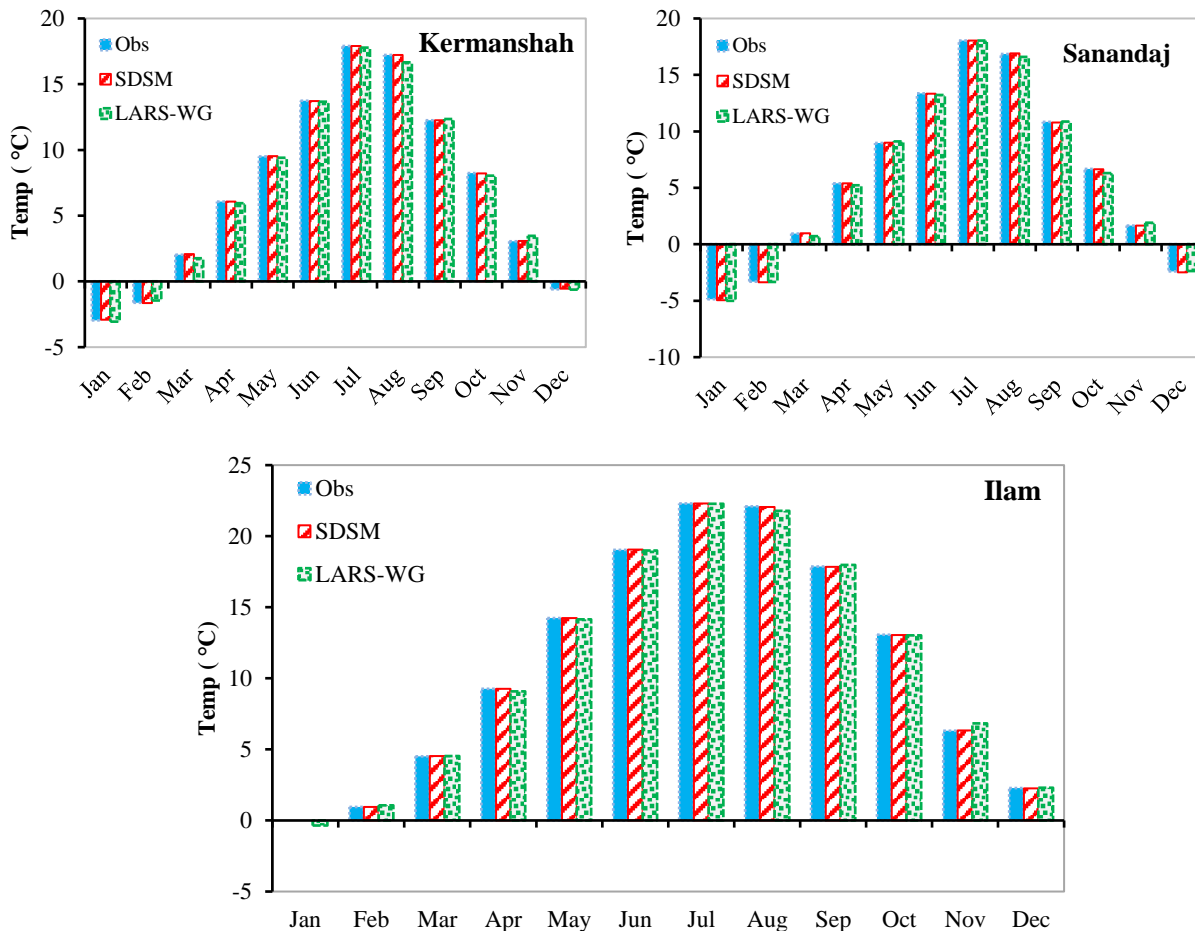 Kermanshah
Obs
SDSM
LARS-WG
Temp ( °C)
20
15
10
5
0
-5
Jan Feb Mar Apr May Jun Jul Aug Sep Oct Nov Dec
Sanandaj
Obs
SDSM
LARS-WG
Temp ( °C)
20
15
10
5
0
-5
-10
Jan Feb Mar Apr May Jun Jul Aug Sep Oct Nov Dec
Ilam
Obs
SDSM
LARS-WG
Temp ( °C)
25
20
15
10
5
0
-5
Jan Feb Mar Apr May Jun Jul Aug Sep Oct Nov Dec